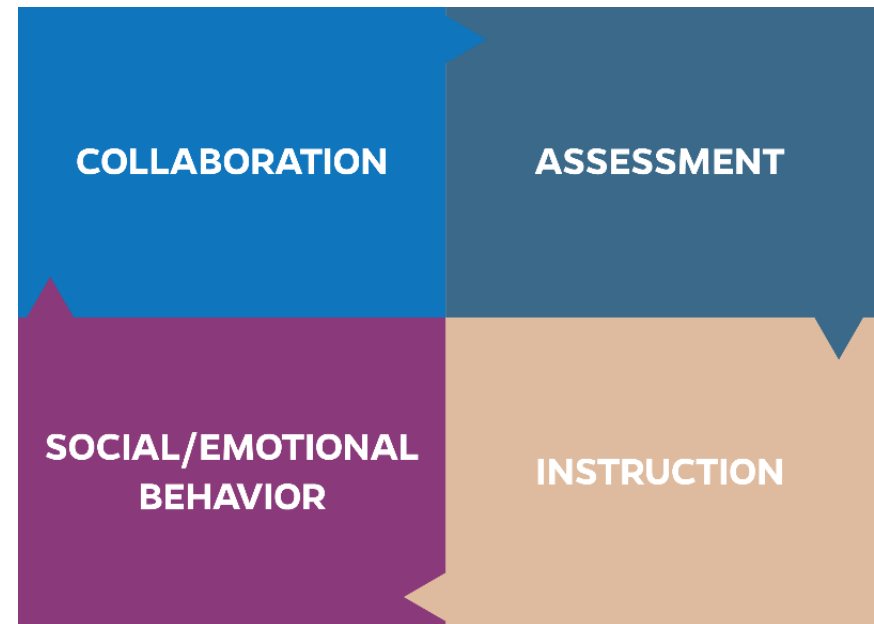 COLLABORATION
ASSESSMENT
SOCIAL/EMOTIONAL
BEHAVIOR
INSTRUCTION